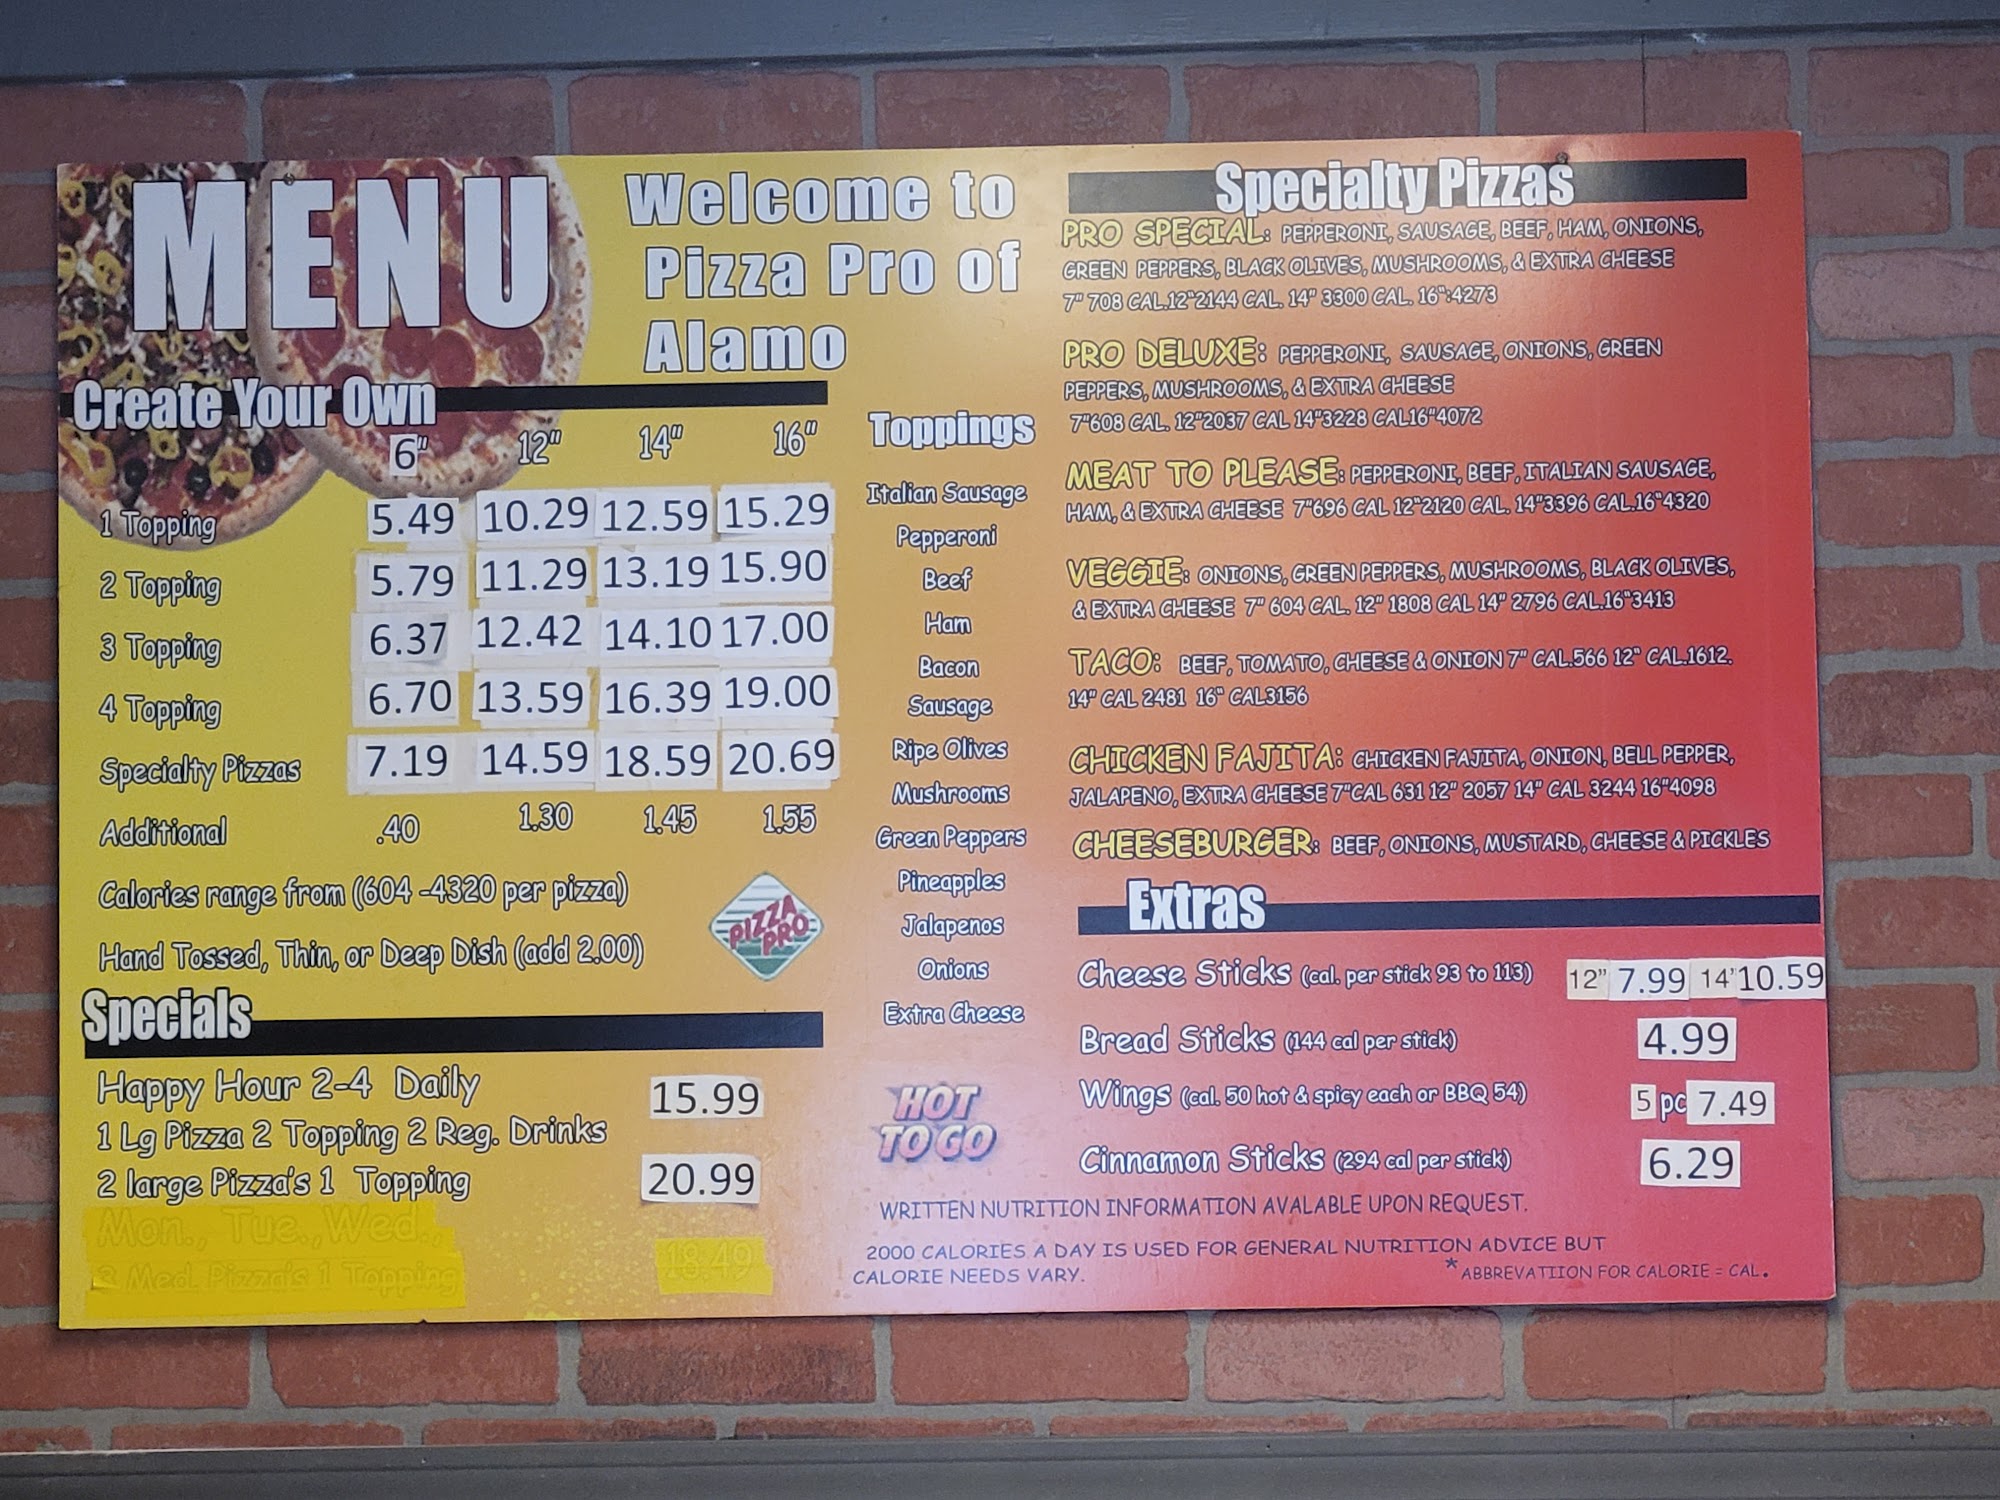 MENU
Welcome to
Pizza Pro of
Alamo
Create Your Own
6" 12" 14" 16"
1 Topping 5.49 10.29 12.59 15.29
2 Topping 5.79 11.29 13.19 15.90
3 Topping 6.37 12.42 14.10 17.00
4 Topping 6.70 13.59 16.39 19.00
Specialty Pizzas 7.19 14.59 18.59 20.69
Additional .40 1.30 1.45 1.55
Calories range from (604 -4320 per pizza)
Hand Tossed, Thin, or Deep Dish (add 2.00)
PIZZA
PRO
Specials
Happy Hour 2-4 Daily 15.99
1 Lg Pizza 2 Topping 2 Reg. Drinks
2 large Pizza's 1 Topping 20.99
Mon., Tue., Wed.,
Med. Pizza's 1 Topping 18.49
Toppings
Italian Sausage
Pepperoni
Beef
Ham
Bacon
Sausage
Ripe Olives
Mushrooms
Green Peppers
Pineapples
Jalapenos
Onions
Extra Cheese
HOT
TO GO
Specialty Pizzas
PRO SPECIAL: PEPPERONI, SAUSAGE, BEEF, HAM, ONIONS,
GREEN PEPPERS, BLACK OLIVES, MUSHROOMS, & EXTRA CHEESE
7" 708 CAL.12"2144 CAL. 14" 3300 CAL. 16":4273
PRO DELUXE: PEPPERONI, SAUSAGE, ONIONS, GREEN
PEPPERS, MUSHROOMS, & EXTRA CHEESE
7"608 CAL. 12"2037 CAL 14"3228 CAL16"4072
MEAT TO PLEASE: PEPPERONI, BEEF, ITALIAN SAUSAGE,
HAM, & EXTRA CHEESE 7"696 CAL 12"2120 CAL. 14"3396 CAL.16"4320
VEGGIE: ONIONS, GREEN PEPPERS, MUSHROOMS, BLACK OLIVES,
& EXTRA CHEESE 7" 604 CAL. 12" 1808 CAL 14" 2796 CAL.16"3413
TACO: BEEF, TOMATO, CHEESE & ONION 7" CAL.566 12" CAL.1612.
14" CAL 2481 16" CAL3156
CHICKEN FAJITA: CHICKEN FAJITA, ONION, BELL PEPPER,
JALAPENO, EXTRA CHEESE 7"CAL 631 12" 2057 14" CAL 3244 16"4098
CHEESEBURGER: BEEF, ONIONS, MUSTARD, CHEESE & PICKLES
Extras
Cheese Sticks (cal. per stick 93 to 113) 12" 7.99 14' 10.59
Bread Sticks (144 cal per stick) 4.99
Wings (cal. 50 hot & spicy each or BBQ 54) 5 pc 7.49
Cinnamon Sticks (294 cal per stick) 6.29
WRITTEN NUTRITION INFORMATION AVALABLE UPON REQUEST.
2000 CALORIES A DAY IS USED FOR GENERAL NUTRITION ADVICE BUT
CALORIE NEEDS VARY.
*ABBREVATIION FOR CALORIE = CAL.